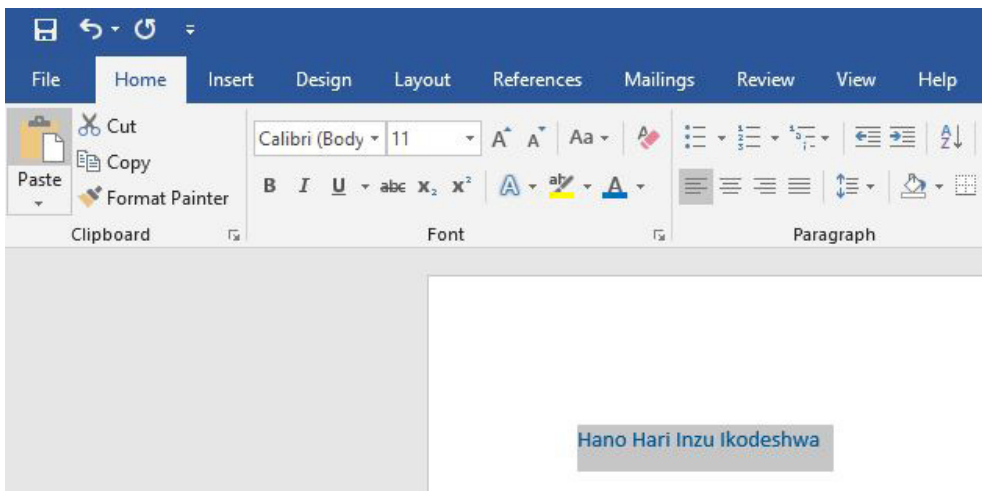 File Home Insert Design Layout References Mailings Review View Help
Paste
Cut
Copy
Format Painter
Clipboard
Calibri (Body 11
A A Aa
B I U abc X₂ X² A ab A
Font
Paragraph
Hano Hari Inzu Ikodeshwa